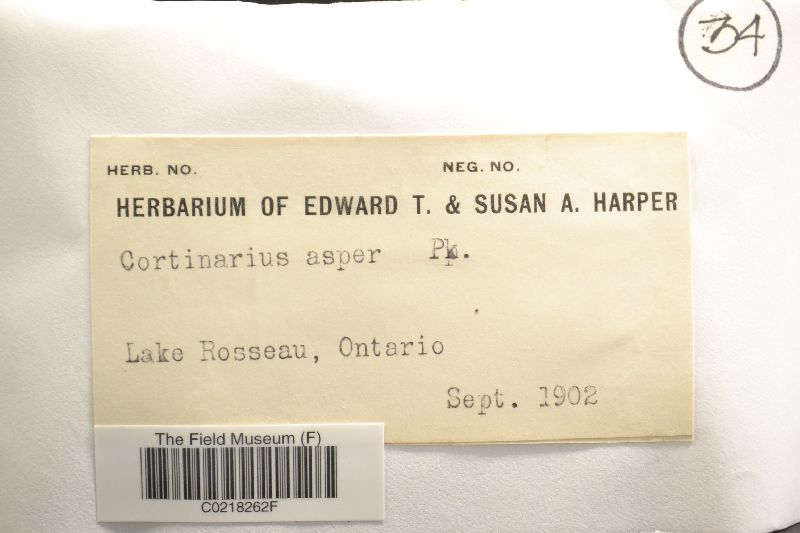 34
HERB. NO. NEG. NO.
HERBARIUM OF EDWARD T. & SUSAN A. HARPER
Cortinarius asper Pk.
Lake Rosseau, Ontario
Sept. 1902
The Field Museum (F)
C0218262F